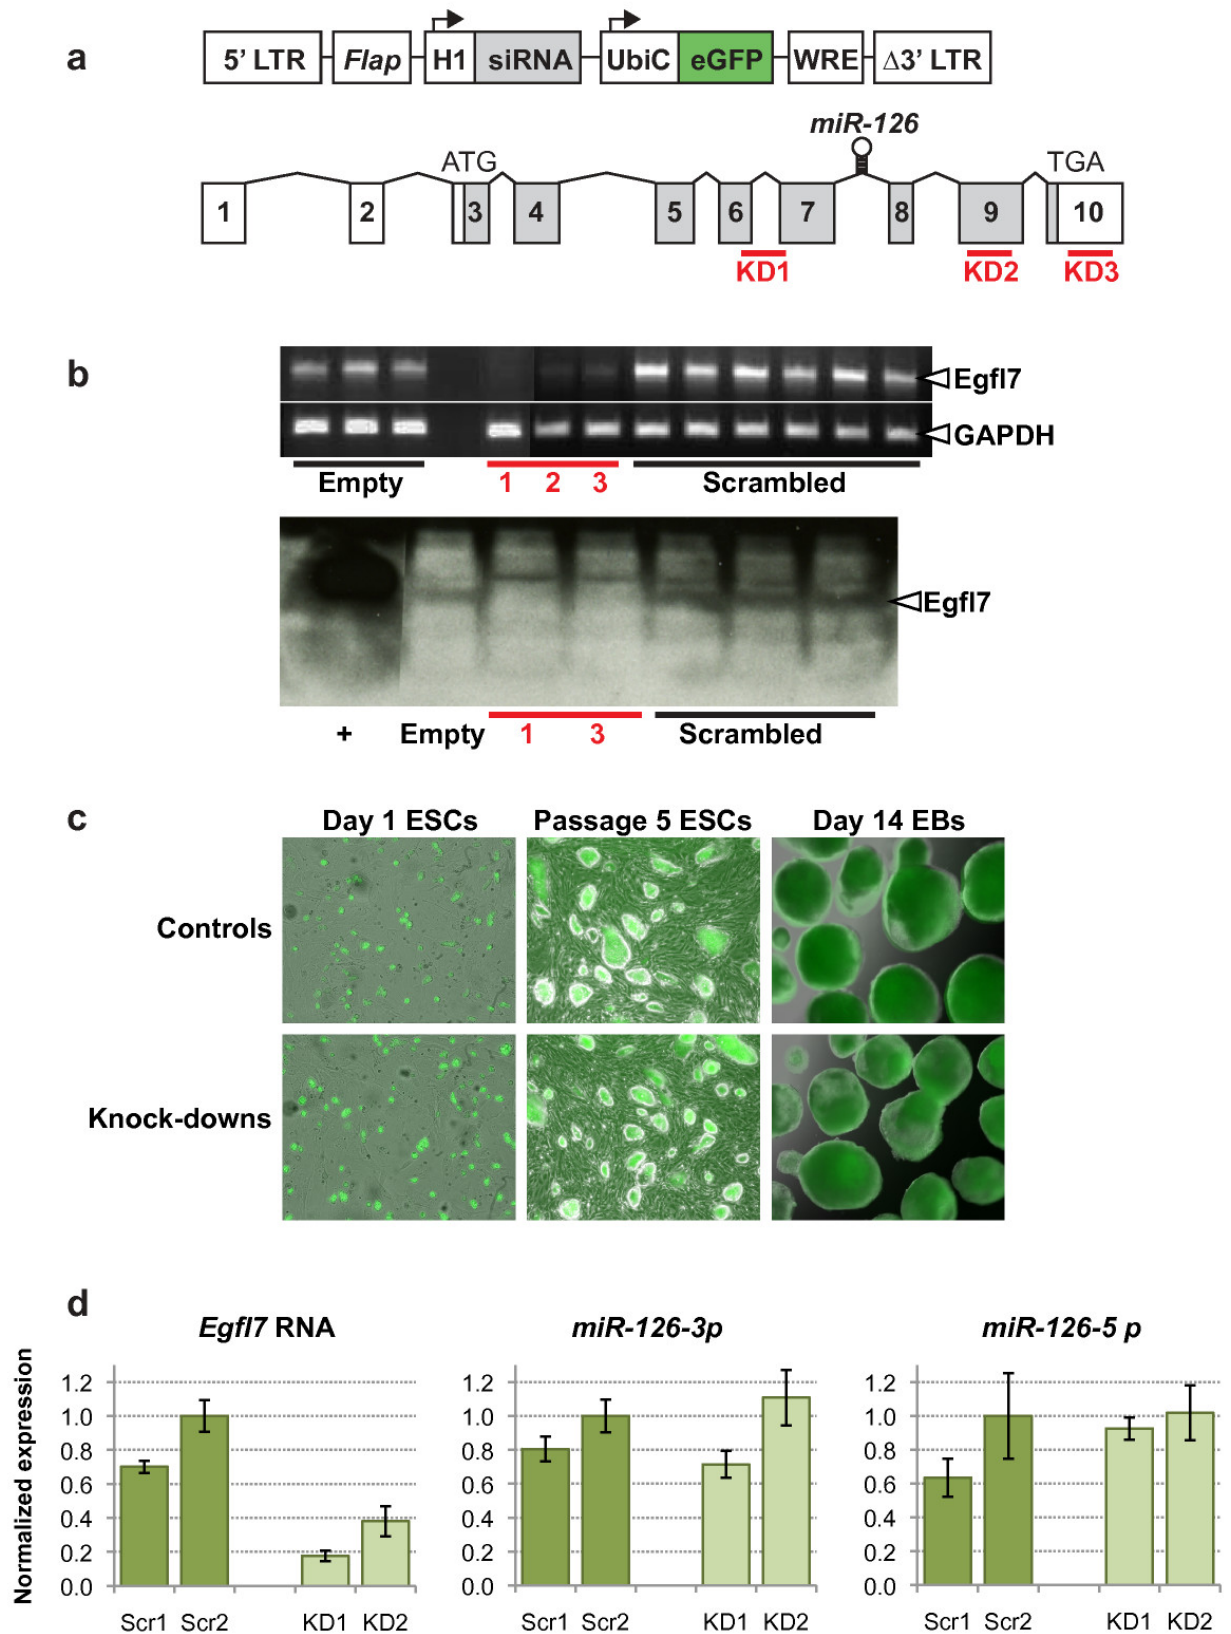 a
5’ LTR Flap H1 siRNA UbiC eGFP WRE Δ3’ LTR
miR-126
ATG TGA
1 2 3 4 5 6 7 8 9 10
KD1 KD2 KD3
b
Egfl7
GAPDH
Empty 1 2 3 Scrambled
Egfl7
+ Empty 1 3 Scrambled
c
Day 1 ESCs Passage 5 ESCs Day 14 EBs
Controls
Knock-downs
d
Egfl7 RNA miR-126-3p miR-126-5 p
Normalized expression
1.2 1.2 1.2
1.0 1.0 1.0
0.8 0.8 0.8
0.6 0.6 0.6
0.4 0.4 0.4
0.2 0.2 0.2
0.0 0.0 0.0
Scr1 Scr2 KD1 KD2 Scr1 Scr2 KD1 KD2 Scr1 Scr2 KD1 KD2